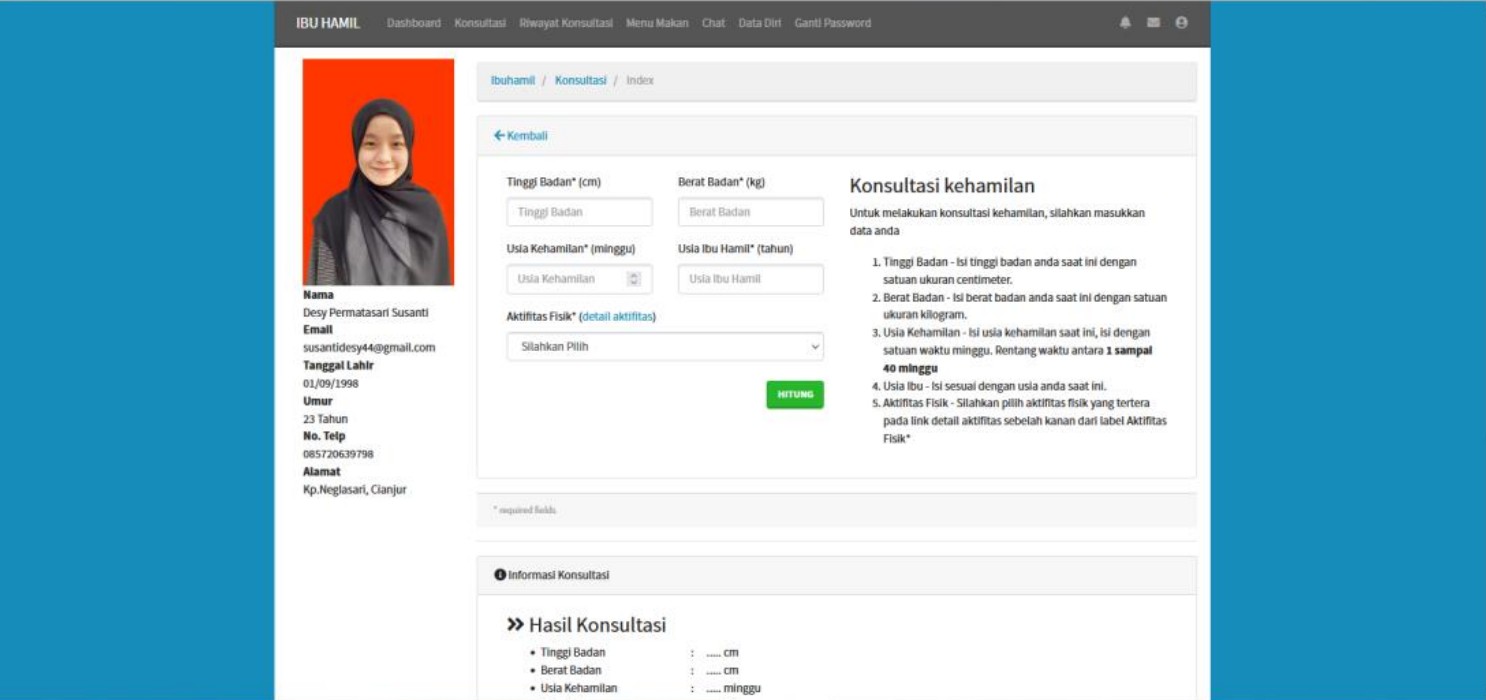 IBU HAMIL Dashboard Konsultasi Riwayat Konsultasi Menu Makan Chat Data Diri Ganti Password
Nama
Desy Permatasari Susanti
Email
susantidesy44@gmail.com
Tanggal Lahir
01/09/1998
Umur
23 Tahun
No. Telp
085720639798
Alamat
Kp.Neglasari, Cianjur
Ibuhamil / Konsultasi / Index
Kembali
Tinggi Badan* (cm) Berat Badan* (kg)
Tinggi Badan Berat Badan
Usia Kehamilan* (minggu) Usia Ibu Hamil* (tahun)
Usia Kehamilan Usia Ibu Hamil
Aktifitas Fisik* (detail aktifitas)
Silahkan Pilih
HITUNG
Konsultasi kehamilan
Untuk melakukan konsultasi kehamilan, silahkan masukkan
data anda
1. Tinggi Badan - Isi tinggi badan anda saat ini dengan
satuan ukuran centimeter.
2. Berat Badan - Isi berat badan anda saat ini dengan satuan
ukuran kilogram.
3. Usia Kehamilan - Isi usia kehamilan saat ini, isi dengan
satuan waktu minggu. Rentang waktu antara 1 sampai
40 minggu
4. Usia Ibu - Isi sesuai dengan usia anda saat ini.
5. Aktifitas Fisik - Silahkan pilih aktifitas fisik yang tertera
pada link detail aktifitas sebelah kanan dari label Aktifitas
Fisik*
* required fields
Informasi Konsultasi
Hasil Konsultasi
• Tinggi Badan : ..... cm
• Berat Badan : ..... cm
• Usia Kehamilan : ..... minggu